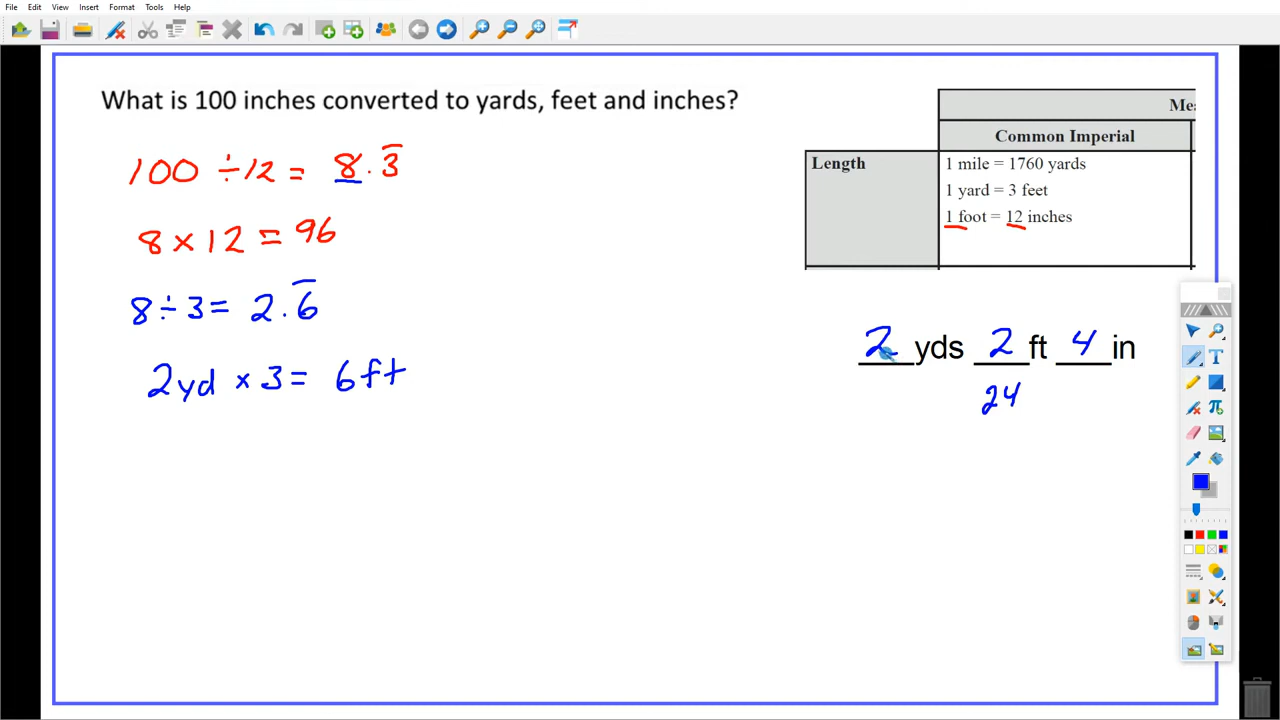 File Edit View Insert Format Tools Help
What is 100 inches converted to yards, feet and inches?
100 ÷ 12 = 8.3̅
8 × 12 = 96
8 ÷ 3 = 2.6̅
2yd × 3 = 6ft
Common Imperial
Length
1 mile = 1760 yards
1 yard = 3 feet
1 foot = 12 inches
2 yds 2 ft 4 in
24